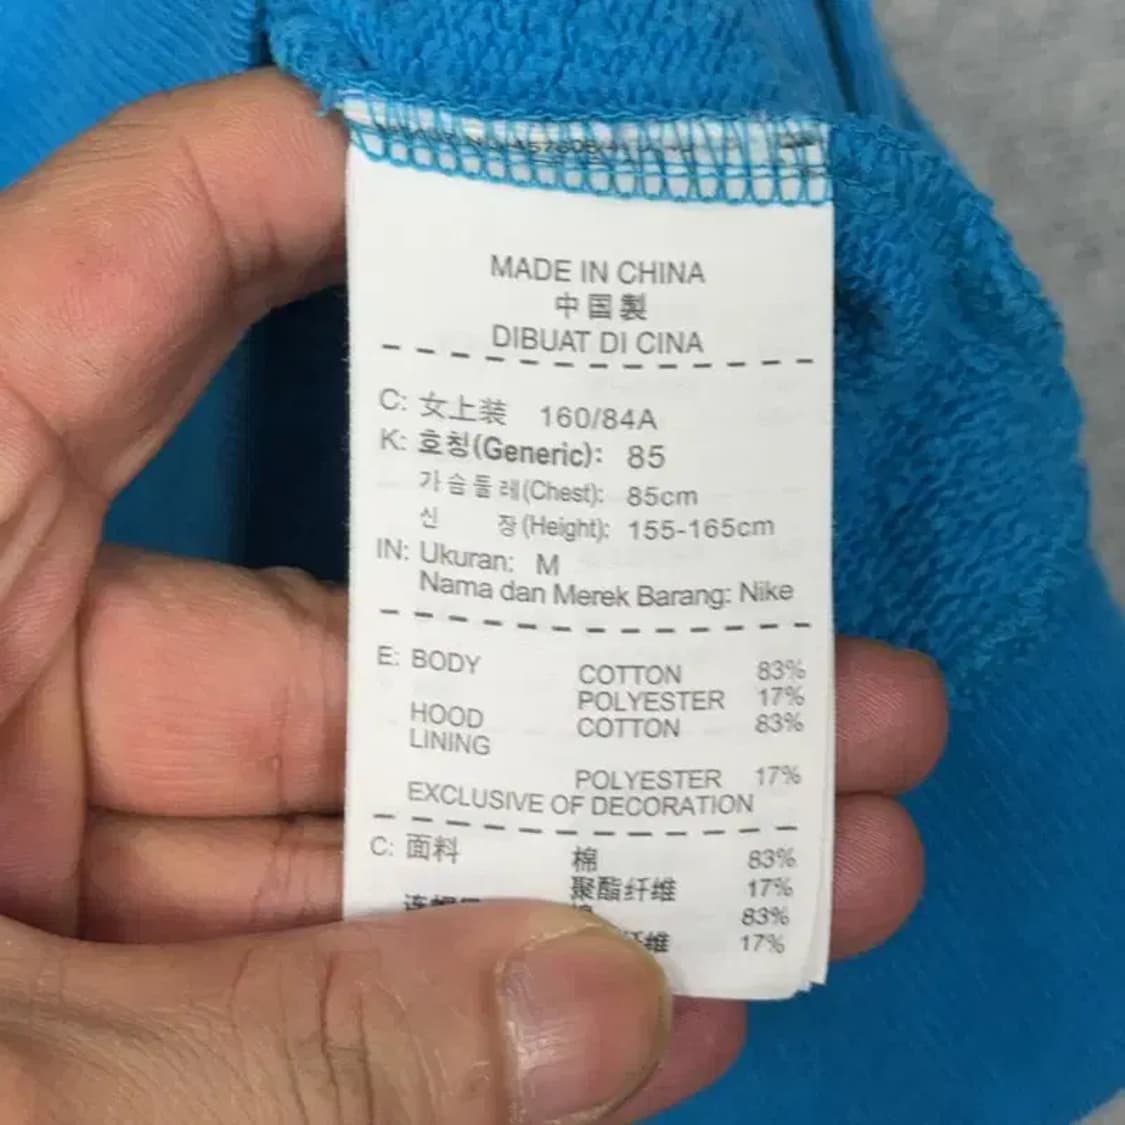 MADE IN CHINA
中国製
DIBUAT DI CINA
C: 女上装 160/84A
K: 호칭(Generic): 85
가슴둘레(Chest): 85cm
신 장(Height): 155-165cm
IN: Ukuran: M
Nama dan Merek Barang: Nike
E: BODY COTTON 83%
POLYESTER 17%
HOOD COTTON 83%
LINING
POLYESTER 17%
EXCLUSIVE OF DECORATION
C: 面料 棉 83%
聚酯纤维 17%
83%
纤维 17%